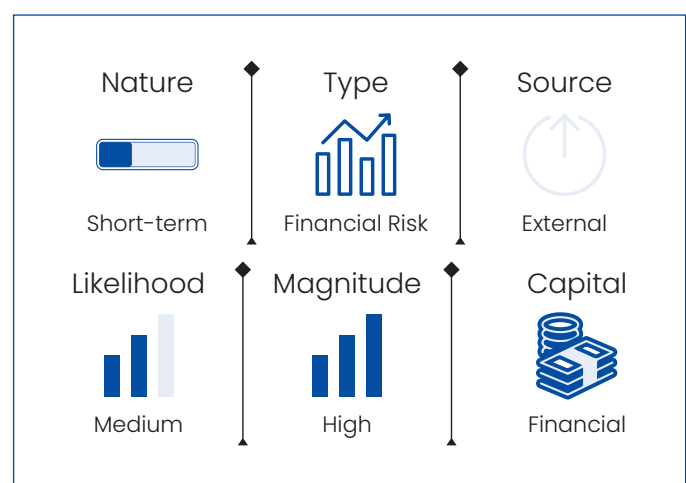 Nature
Type
Source
Short-term
Financial Risk
External
Likelihood
Magnitude
Capital
Medium
High
Financial